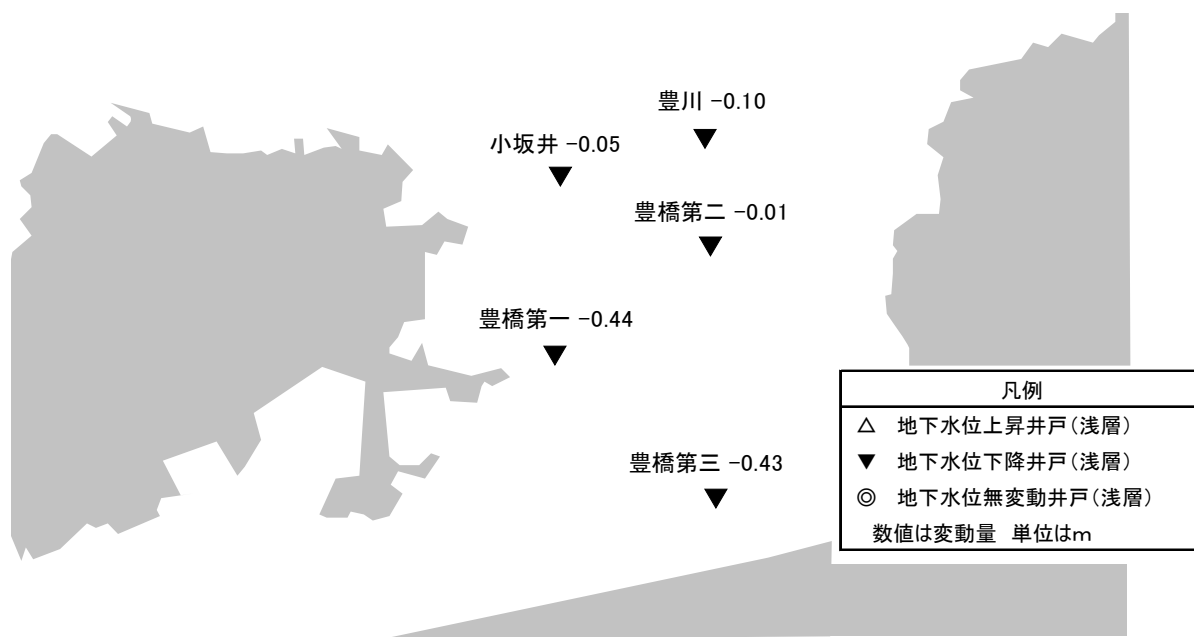 豊川 -0.10
小坂井 -0.05
豊橋第二 -0.01
豊橋第一 -0.44
豊橋第三 -0.43
凡例
△ 地下水位上昇井戸(浅層)
▼ 地下水位下降井戸(浅層)
◎ 地下水位無変動井戸(浅層)
数値は変動量 単位はm